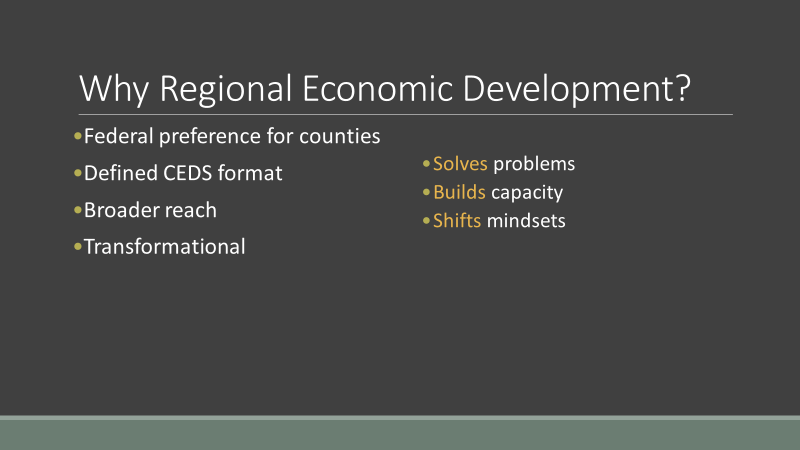 Why Regional Economic Development?
•Federal preference for counties
•Defined CEDS format
•Broader reach
•Transformational
•Solves problems
•Builds capacity
•Shifts mindsets